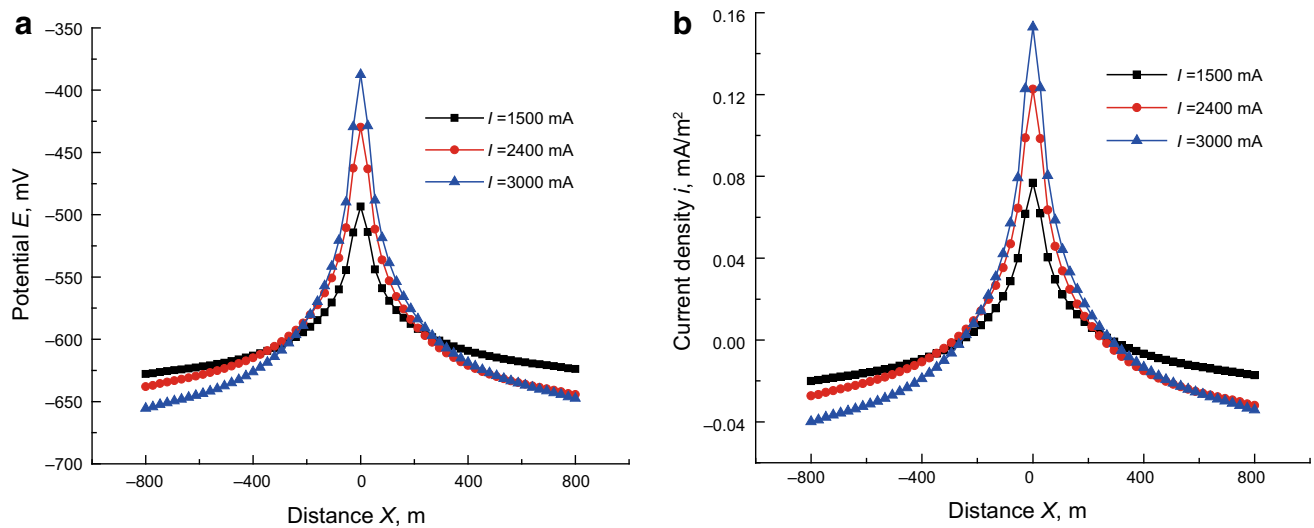 a
−350
−400
−450
−500
−550
−600
−650
−700
Potential E, mV
I =1500 mA
I =2400 mA
I =3000 mA
−800
−400
0
400
800
Distance X, m
b
0.16
0.12
0.08
0.04
0.00
−0.04
Current density i, mA/m²
I =1500 mA
I =2400 mA
I =3000 mA
−800
−400
0
400
800
Distance X, m